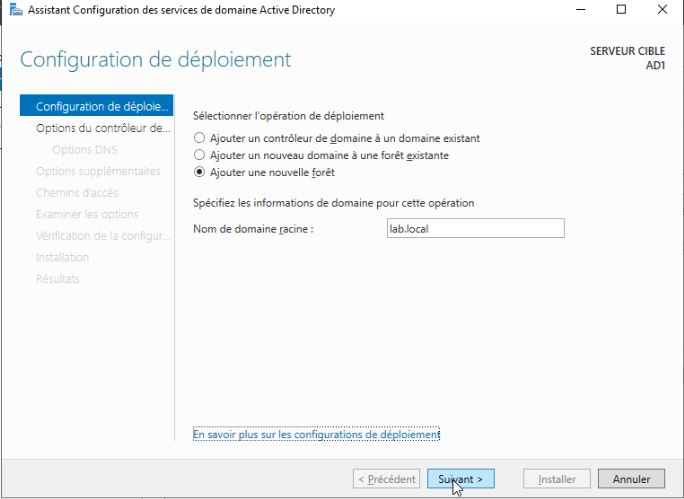 Assistant Configuration des services de domaine Active Directory
Configuration de déploiement
SERVEUR CIBLE
AD1
Configuration de déploie...
Options du contrôleur de...
Options DNS
Options supplémentaires
Chemins d'accès
Examiner les options
Vérification de la configur...
Installation
Résultats
Sélectionner l'opération de déploiement
Ajouter un contrôleur de domaine à un domaine existant
Ajouter un nouveau domaine à une forêt existante
Ajouter une nouvelle forêt
Spécifiez les informations de domaine pour cette opération
Nom de domaine racine :
lab.local
En savoir plus sur les configurations de déploiement
< Précédent
Suivant >
Installer
Annuler